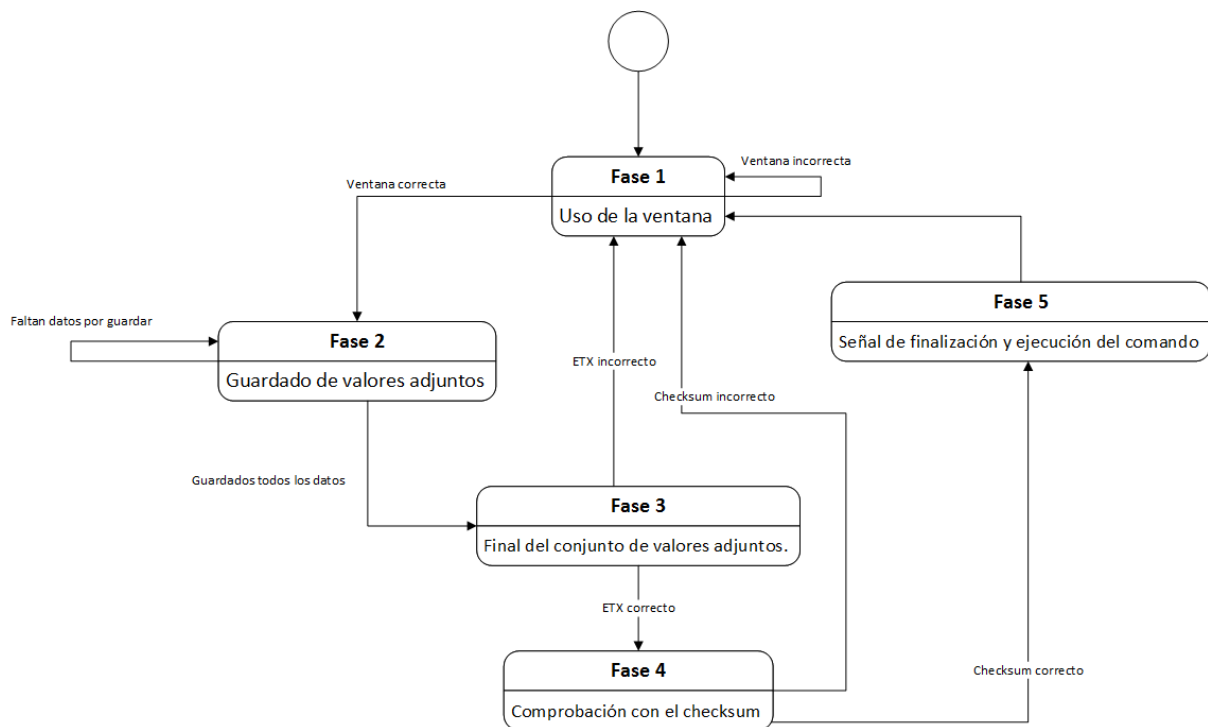 Fase 1
Uso de la ventana
Ventana incorrecta
Ventana correcta
Fase 5
Señal de finalización y ejecución del comando
Faltan datos por guardar
Fase 2
Guardado de valores adjuntos
ETX incorrecto
Checksum incorrecto
Guardados todos los datos
Fase 3
Final del conjunto de valores adjuntos.
ETX correcto
Fase 4
Comprobación con el checksum
Checksum correcto